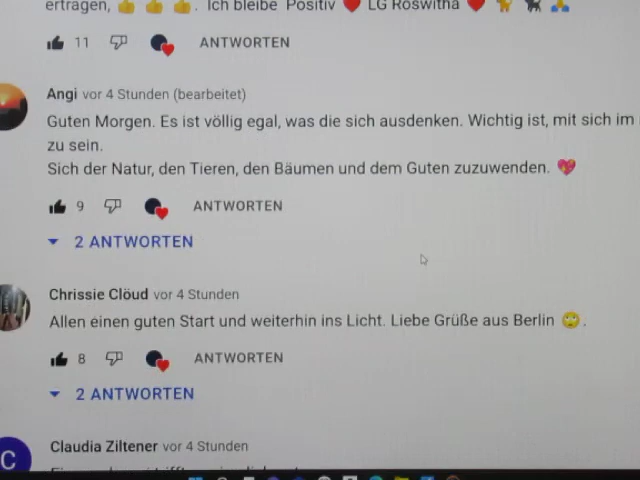 ertragen, 👍 👍 👍. Ich bleibe Positiv ❤️ LG Roswitha ❤️ 🐕 🐈‍⬛ 🙏
11 ANTWORTEN
Angi vor 4 Stunden (bearbeitet)
Guten Morgen. Es ist völlig egal, was die sich ausdenken. Wichtig ist, mit sich im
zu sein.
Sich der Natur, den Tieren, den Bäumen und dem Guten zuzuwenden. 💖
9 ANTWORTEN
2 ANTWORTEN
Chrissie Clöud vor 4 Stunden
Allen einen guten Start und weiterhin ins Licht. Liebe Grüße aus Berlin 🙄.
8 ANTWORTEN
2 ANTWORTEN
C Claudia Ziltener vor 4 Stunden